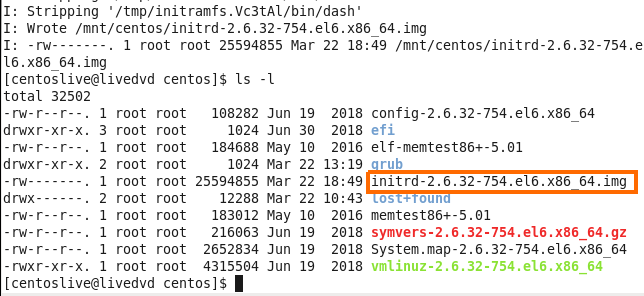 I: Stripping '/tmp/initramfs.Vc3tAl/bin/dash'
I: Wrote /mnt/centos/initrd-2.6.32-754.el6.x86_64.img
I: -rw-------. 1 root root 25594855 Mar 22 18:49 /mnt/centos/initrd-2.6.32-754.e
l6.x86_64.img
[centoslive@livedvd centos]$ ls -l
total 32502
-rw-r--r--. 1 root root   108282 Jun 19  2018 config-2.6.32-754.el6.x86_64
drwxr-xr-x. 3 root root     1024 Jun 30  2018 efi
-rw-r--r--. 1 root root   184688 May 10  2016 elf-memtest86+-5.01
drwxr-xr-x. 2 root root     1024 Mar 22 13:19 grub
-rw-------. 1 root root 25594855 Mar 22 18:49 initrd-2.6.32-754.el6.x86_64.img
drwx------. 2 root root    12288 Mar 22 10:43 lost+found
-rw-r--r--. 1 root root   183012 May 10  2016 memtest86+-5.01
-rw-r--r--. 1 root root   216063 Jun 19  2018 symvers-2.6.32-754.el6.x86_64.gz
-rw-r--r--. 1 root root  2652834 Jun 19  2018 System.map-2.6.32-754.el6.x86_64
-rwxr-xr-x. 1 root root  4315504 Jun 19  2018 vmlinuz-2.6.32-754.el6.x86_64
[centoslive@livedvd centos]$